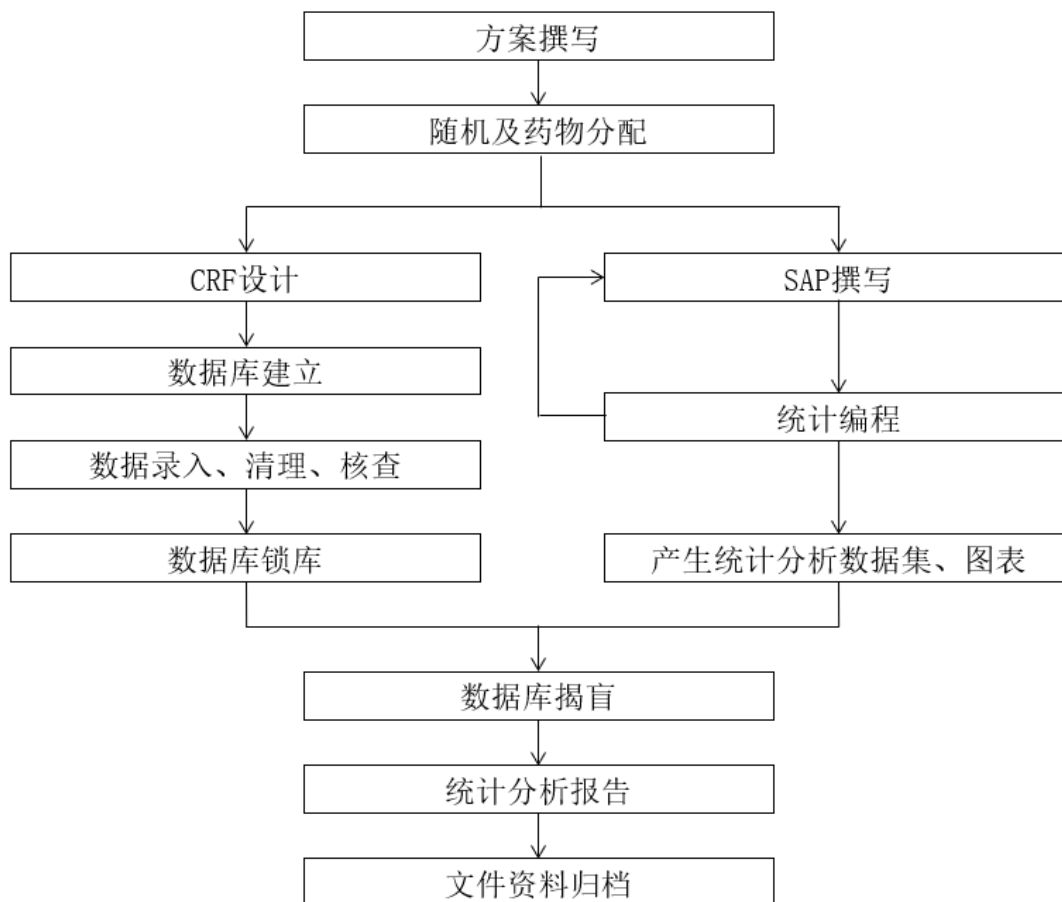 方案撰写
随机及药物分配
CRF设计
SAP撰写
数据库建立
统计编程
数据录入、清理、核查
数据库锁库
产生统计分析数据集、图表
数据库揭盲
统计分析报告
文件资料归档